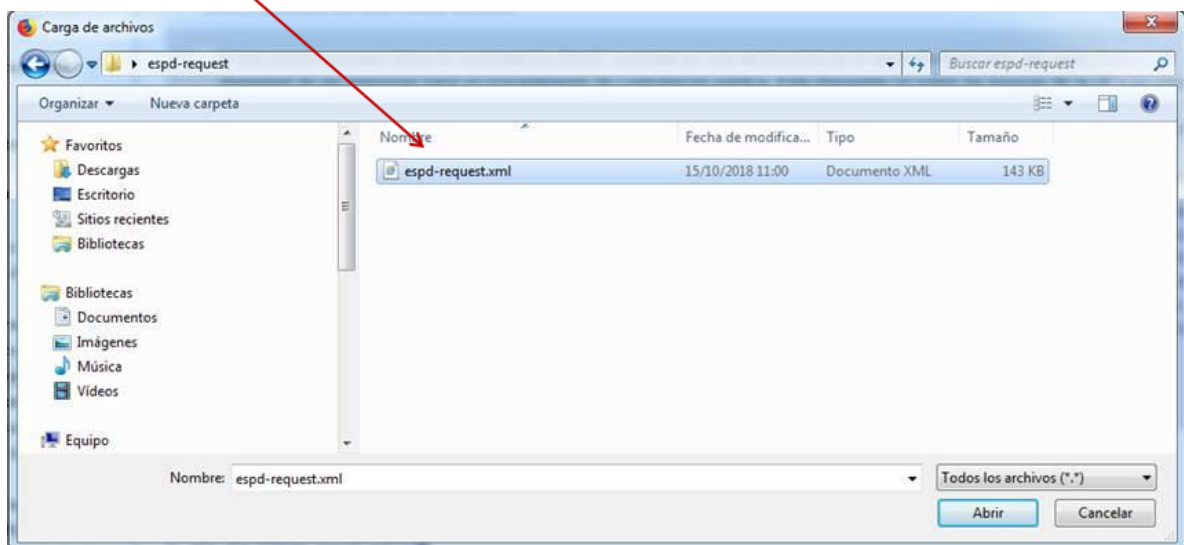 Carga de archivos
espd-request
Buscar espd-request
Organizar
Nueva carpeta
Nombre
Fecha de modifica...
Tipo
Tamaño
espd-request.xml
15/10/2018 11:00
Documento XML
143 KB
Favoritos
Descargas
Escritorio
Sitios recientes
Bibliotecas
Bibliotecas
Documentos
Imágenes
Música
Vídeos
Equipo
Nombre: espd-request.xml
Todos los archivos (*.*)
Abrir
Cancelar